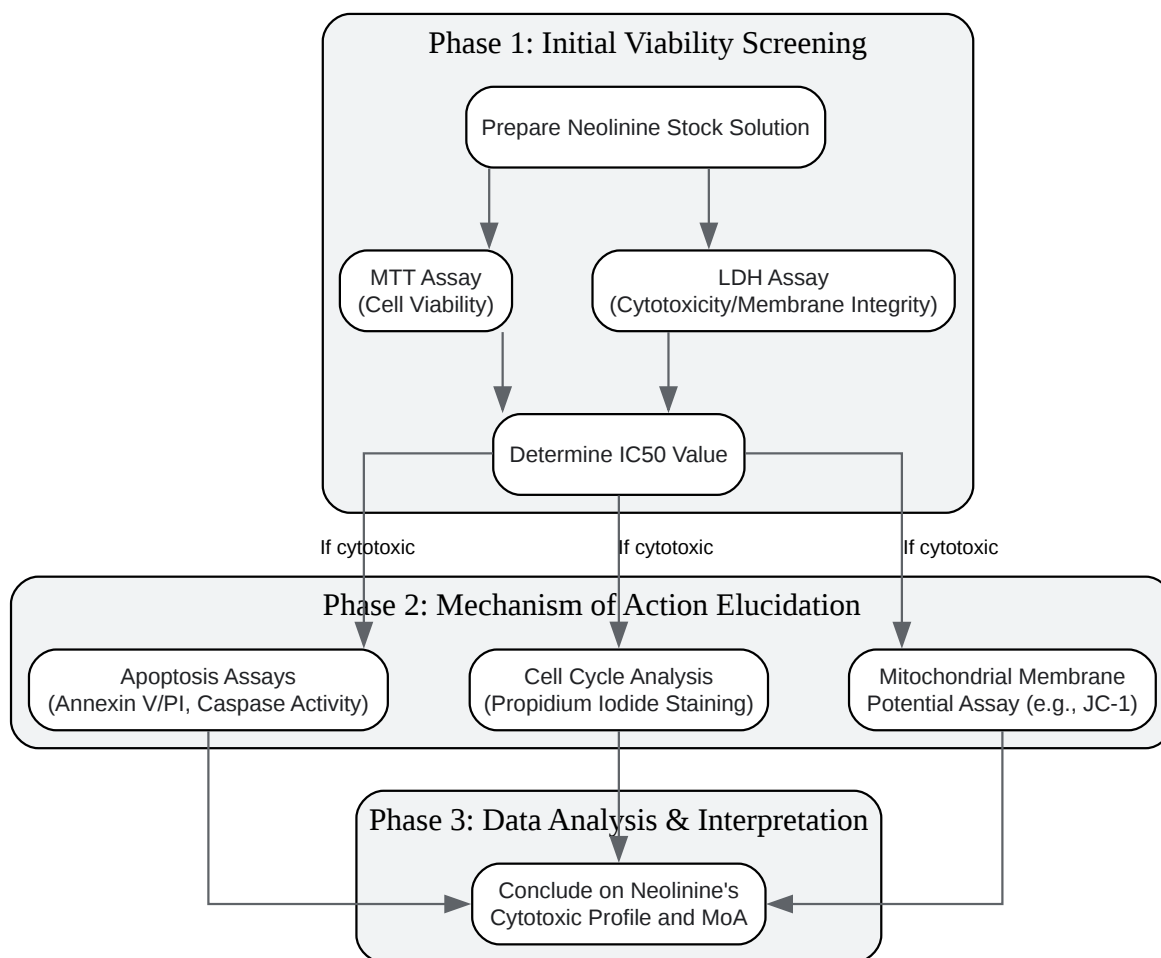 Phase 1: Initial Viability Screening
Prepare Neolinine Stock Solution
MTT Assay
(Cell Viability)
LDH Assay
(Cytotoxicity/Membrane Integrity)
Determine IC50 Value
If cytotoxic
If cytotoxic
If cytotoxic
Phase 2: Mechanism of Action Elucidation
Apoptosis Assays
(Annexin V/PI, Caspase Activity)
Cell Cycle Analysis
(Propidium Iodide Staining)
Mitochondrial Membrane
Potential Assay (e.g., JC-1)
Phase 3: Data Analysis & Interpretation
Conclude on Neolinine's
Cytotoxic Profile and MoA